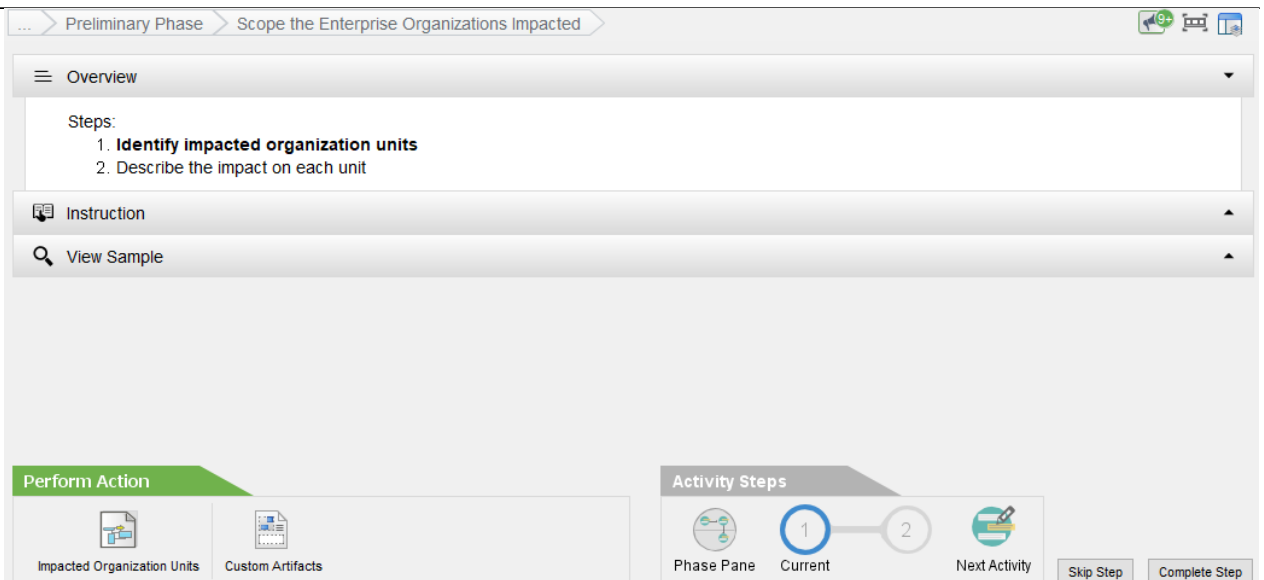 ... Preliminary Phase Scope the Enterprise Organizations Impacted
9+
Overview
Steps:
1. Identify impacted organization units
2. Describe the impact on each unit
Instruction
View Sample
Perform Action
Impacted Organization Units
Custom Artifacts
Activity Steps
1
2
Phase Pane
Current
Next Activity
Skip Step
Complete Step